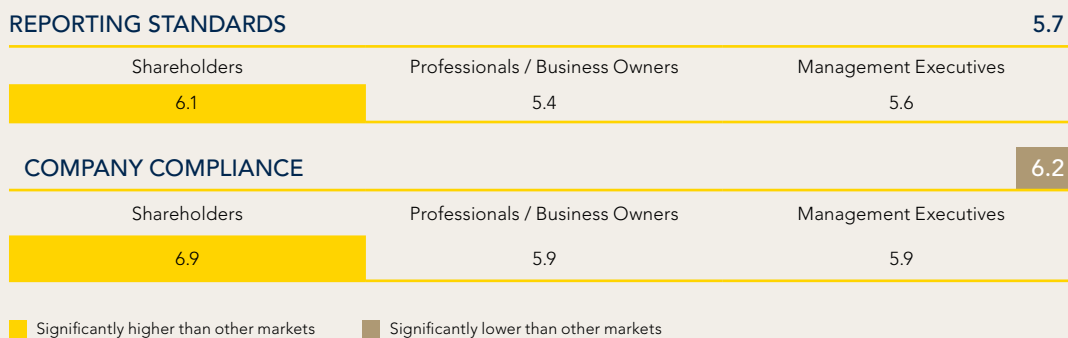 REPORTING STANDARDS 5.7
Shareholders Professionals / Business Owners Management Executives
6.1 5.4 5.6
COMPANY COMPLIANCE 6.2
Shareholders Professionals / Business Owners Management Executives
6.9 5.9 5.9
Significantly higher than other markets Significantly lower than other markets